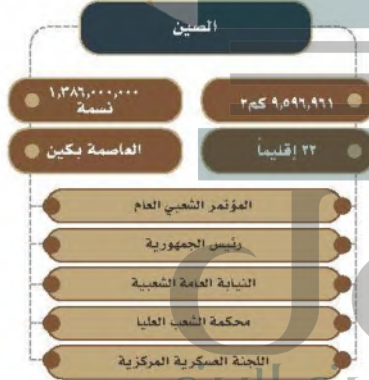 الصين
٩,٥٩٦,٩٦١ كم٢
١,٣٨٦,٠٠٠,٠٠٠
نسمة
٢٢ إقليماً
العاصمة بكين
المؤتمر الشعبي العام
رئيس الجمهورية
النيابة العامة الشعبية
محكمة الشعب العليا
اللجنة العسكرية المركزية